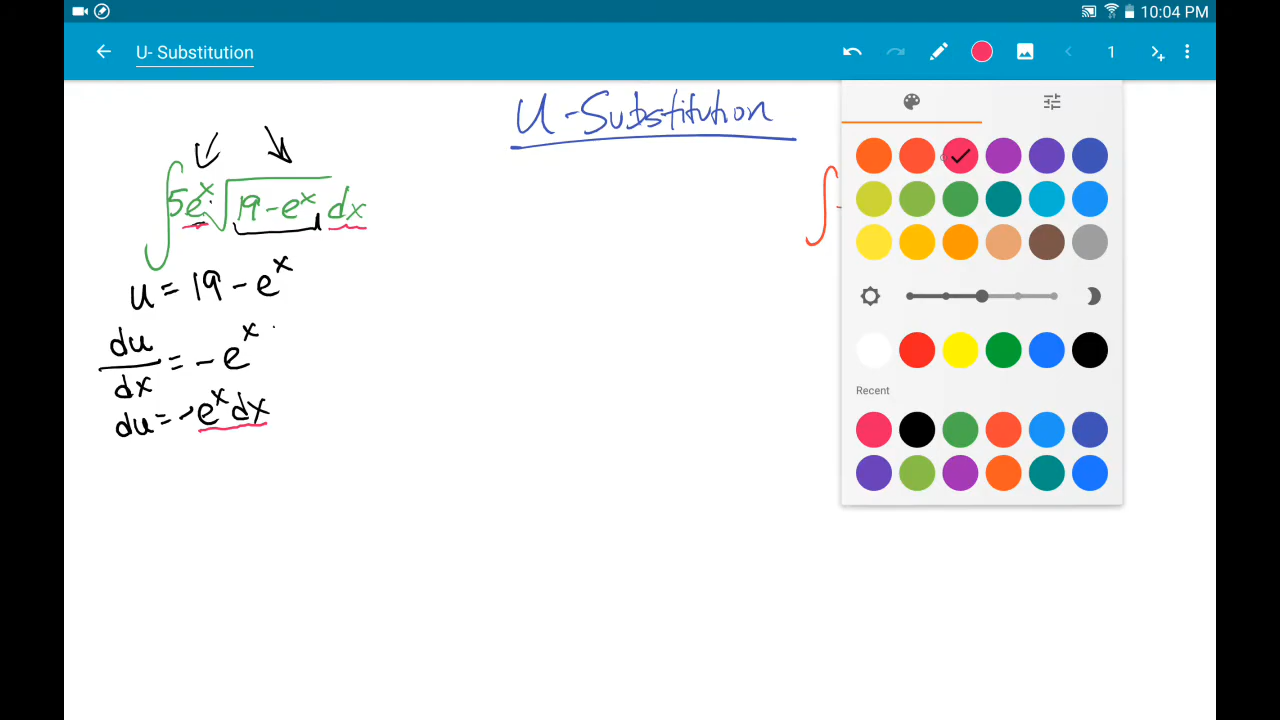 10:04 PM
U- Substitution
1
U-Substitution
∫5e^x √(19-e^x) dx
∫
u = 19 - e^x
du/dx = -e^x
du = -e^x dx
Recent